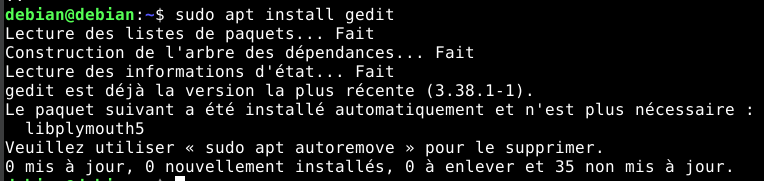 debian@debian:~$ sudo apt install gedit
Lecture des listes de paquets... Fait
Construction de l'arbre des dépendances... Fait
Lecture des informations d'état... Fait
gedit est déjà la version la plus récente (3.38.1-1).
Le paquet suivant a été installé automatiquement et n'est plus nécessaire :
  libplymouth5
Veuillez utiliser « sudo apt autoremove » pour le supprimer.
0 mis à jour, 0 nouvellement installés, 0 à enlever et 35 non mis à jour.